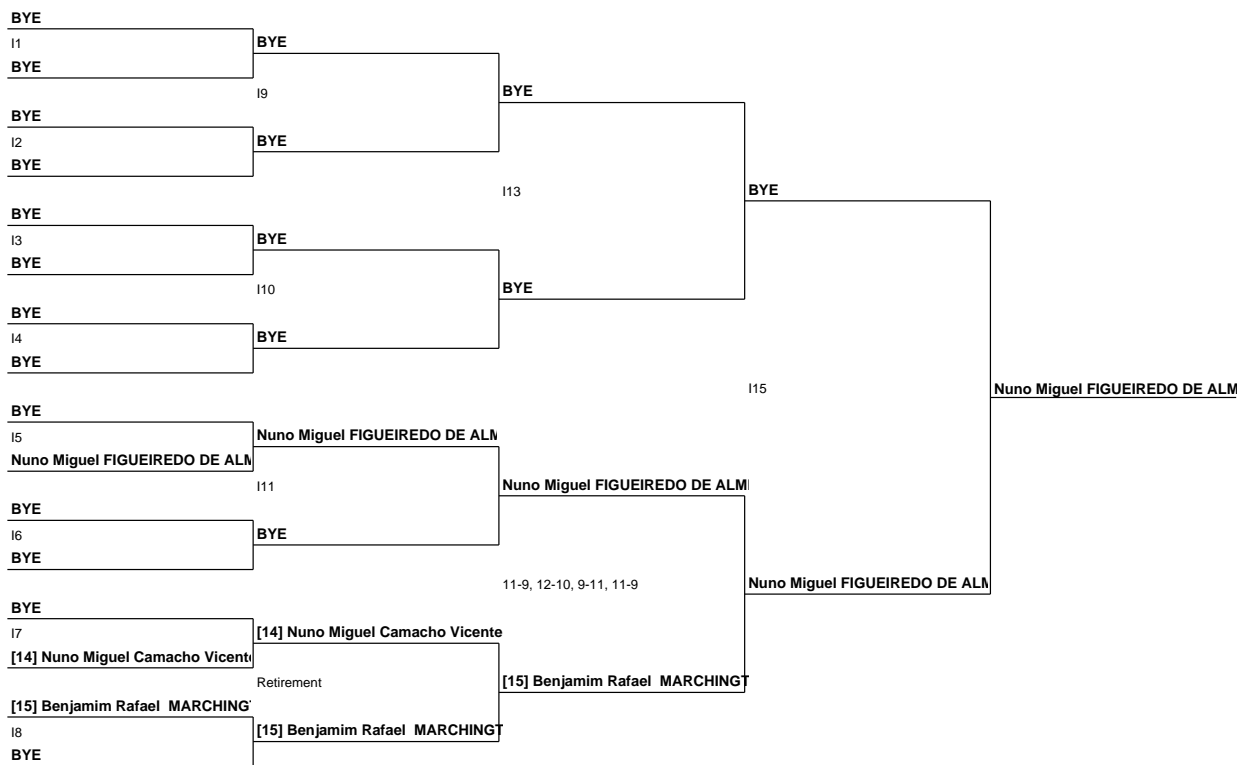 BYE
I1
BYE
BYE
I9
BYE
BYE
I2
BYE
BYE
I13
BYE
BYE
I3
BYE
BYE
I10
BYE
BYE
I4
BYE
BYE
I15
Nuno Miguel FIGUEIREDO DE ALM
BYE
I5
Nuno Miguel FIGUEIREDO DE ALM
Nuno Miguel FIGUEIREDO DE ALM
I11
Nuno Miguel FIGUEIREDO DE ALM
BYE
I6
BYE
BYE
11-9, 12-10, 9-11, 11-9
Nuno Miguel FIGUEIREDO DE ALM
BYE
I7
[14] Nuno Miguel Camacho Vicente
[14] Nuno Miguel Camacho Vicente
Retirement
[15] Benjamim Rafael MARCHINGT
[15] Benjamim Rafael MARCHING
I8
[15] Benjamim Rafael MARCHINGT
BYE